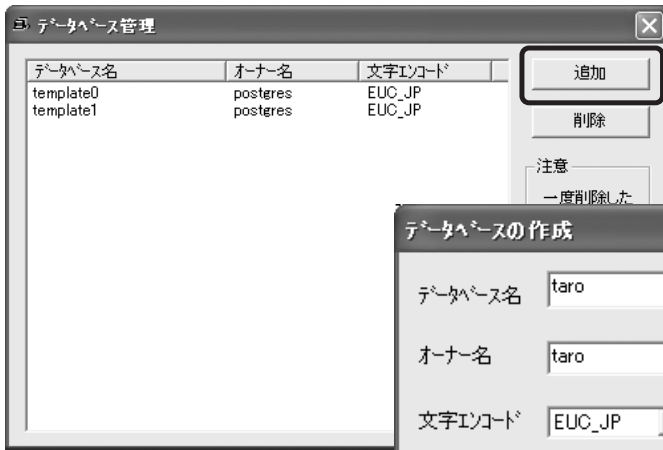 データベース管理
データベース名 オーナー名 文字エンコード
template0 postgres EUC_JP
template1 postgres EUC_JP
追加
削除
注意
一度削除した
データベースの作成
データベース名 taro
オーナー名 taro
文字エンコード EUC_JP